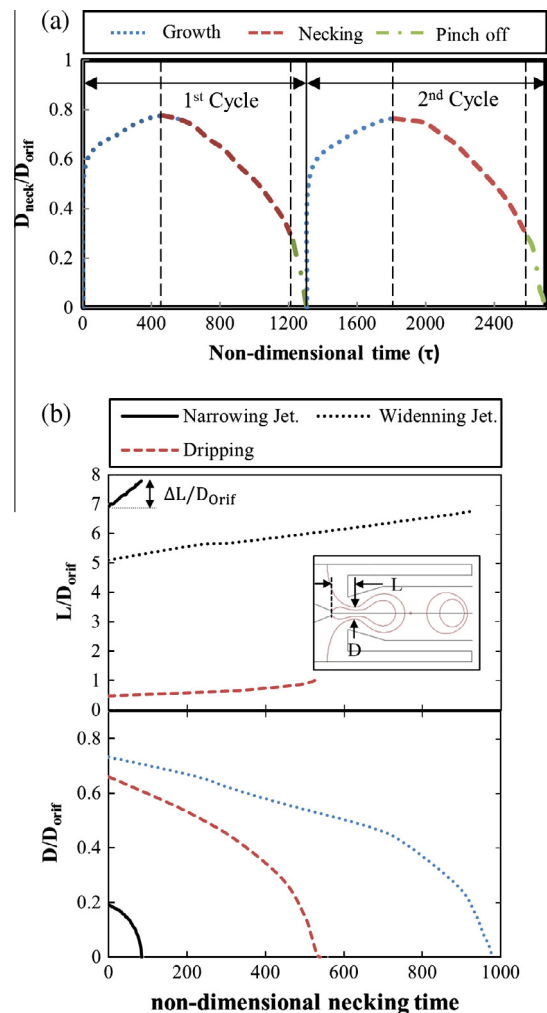 (a)
Growth Necking Pinch off
1st Cycle 2nd Cycle
1
0.8
0.6
0.4
0.2
0
Dneck/Dorif
0 400 800 1200 1600 2000 2400
Non-dimensional time (τ)
(b)
Narrowing Jet. Widenning Jet.
Dripping
8
7
6
5
4
3
2
1
0
L/Dorif
ΔL/DOrif
L
D
0.8
0.6
0.4
0.2
0
D/Dorif
0 200 400 600 800 1000
non-dimensional necking time